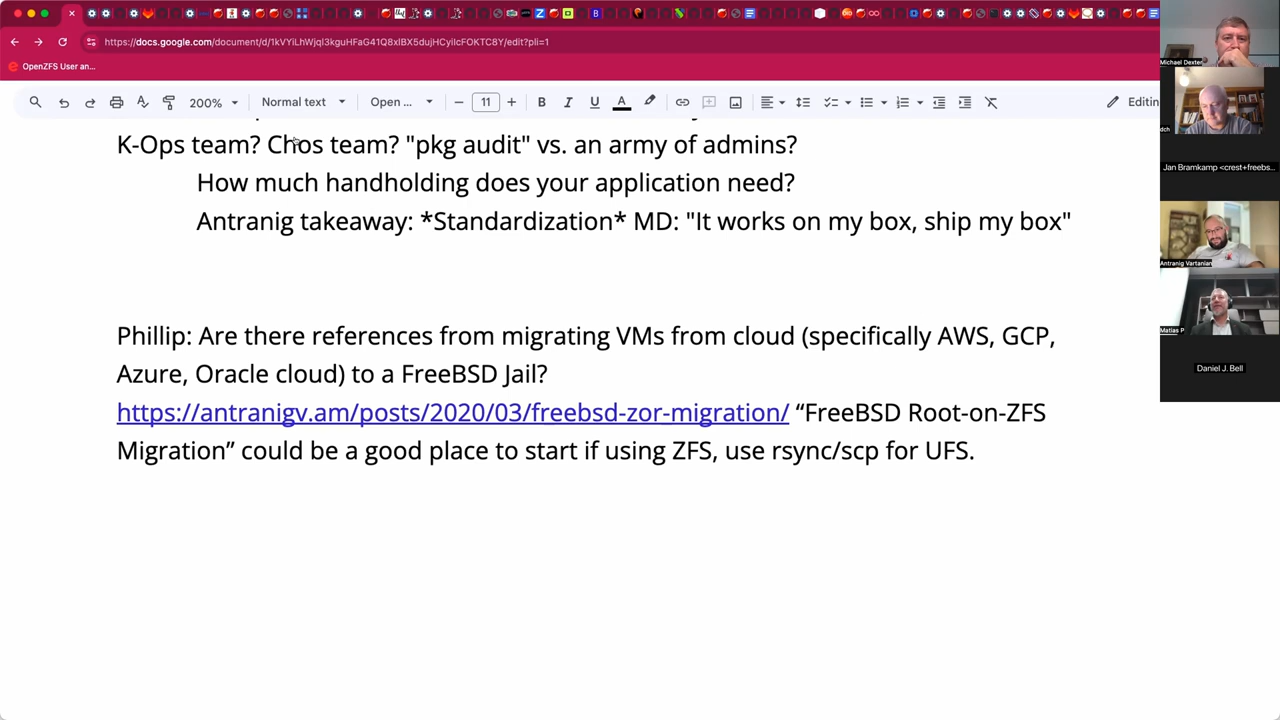 https://docs.google.com/document/d/1kVYiLhWjqI3kguHFaG41Q8xlBX5dujHCyiIcFOKTC8Y/edit?pli=1
OpenZFS User an...
200%
Normal text
Open ...
11
Editin
K-Ops team? Chos team? "pkg audit" vs. an army of admins?
How much handholding does your application need?
Antranig takeaway: *Standardization* MD: "It works on my box, ship my box"
Phillip: Are there references from migrating VMs from cloud (specifically AWS, GCP,
Azure, Oracle cloud) to a FreeBSD Jail?
https://antranigv.am/posts/2020/03/freebsd-zor-migration/ “FreeBSD Root-on-ZFS
Migration” could be a good place to start if using ZFS, use rsync/scp for UFS.
Michael Dexter
dch
Jan Bramkamp <crest+freebs...
Antranig Vartanian
Matias P
Daniel J. Bell